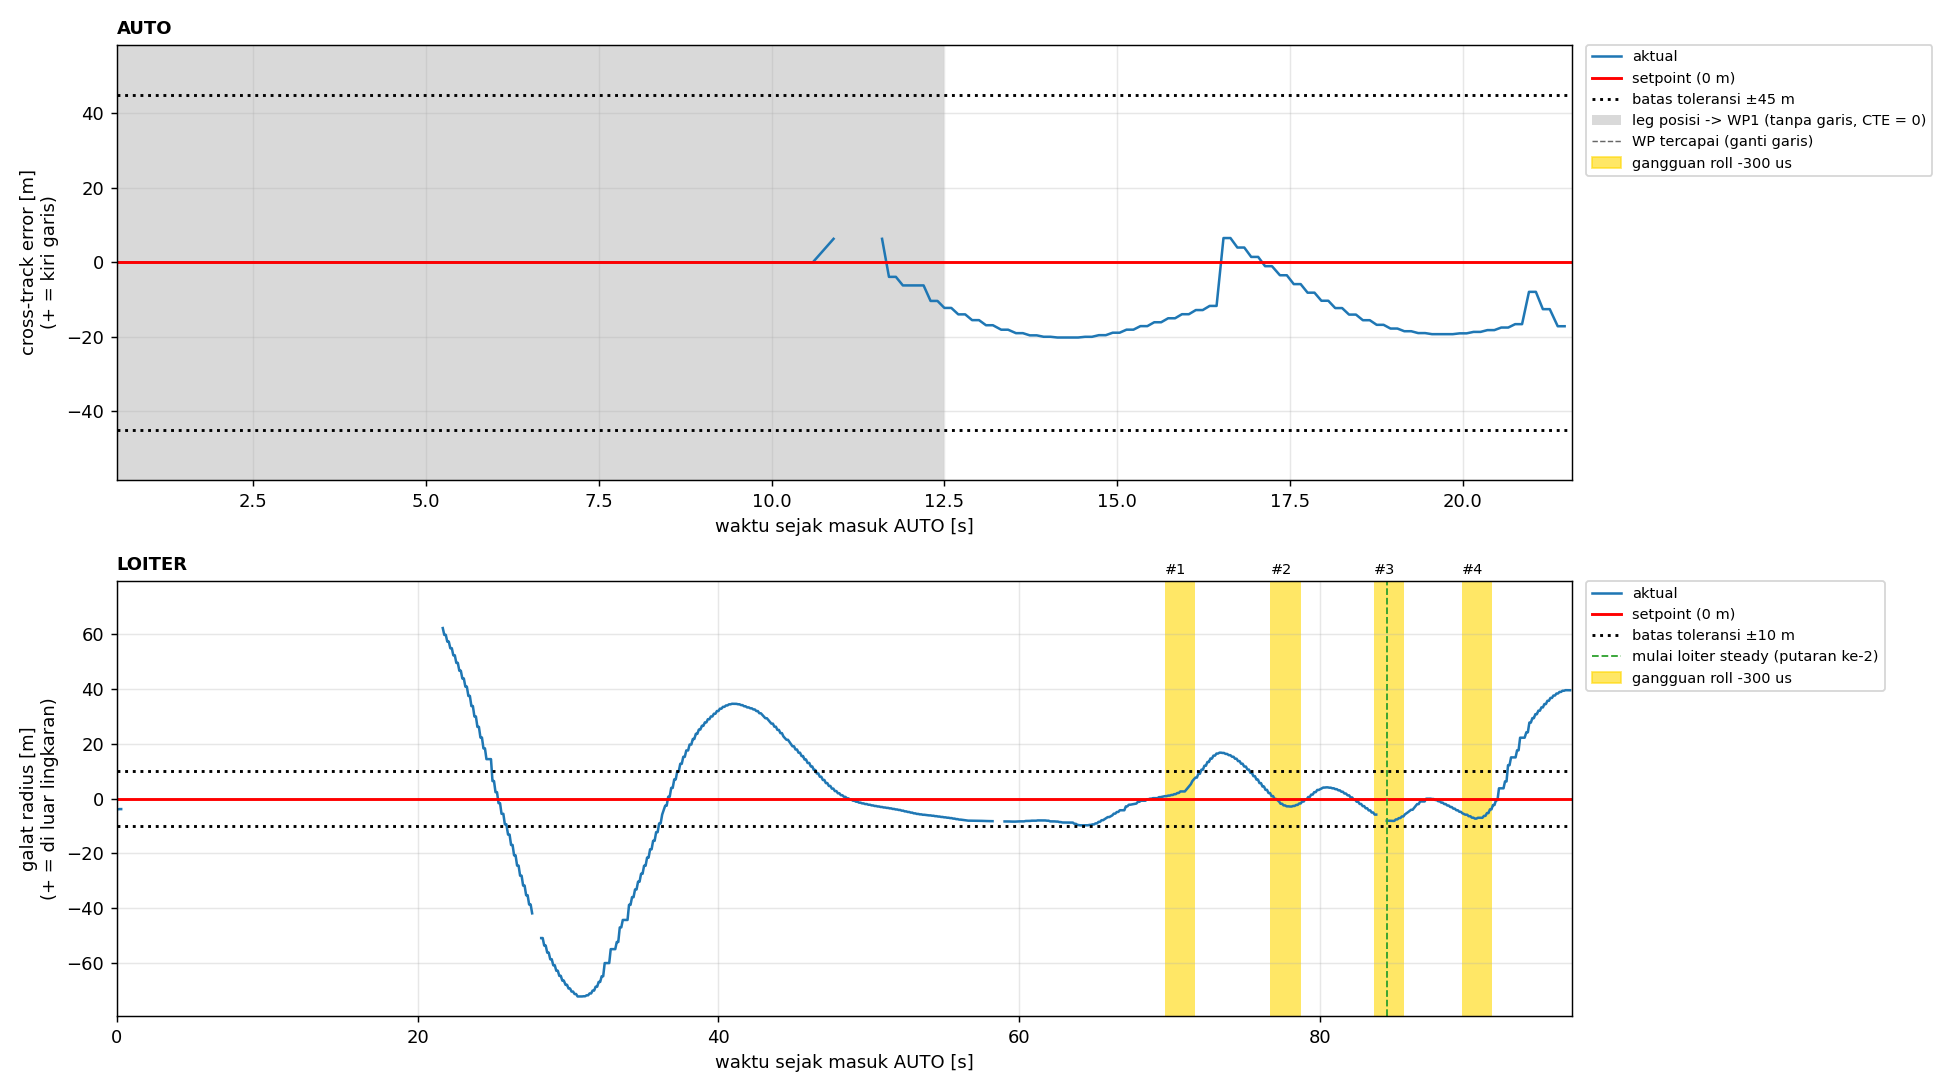 AUTO
40
20
0
−20
−40
cross-track error [m]
(+ = kiri garis)
2.5
5.0
7.5
10.0
12.5
15.0
17.5
20.0
waktu sejak masuk AUTO [s]
aktual
setpoint (0 m)
batas toleransi ±45 m
leg posisi -> WP1 (tanpa garis, CTE = 0)
WP tercapai (ganti garis)
gangguan roll -300 us
LOITER
#1
#2
#3
#4
60
40
20
0
−20
−40
−60
galat radius [m]
(+ = di luar lingkaran)
0
20
40
60
80
waktu sejak masuk AUTO [s]
aktual
setpoint (0 m)
batas toleransi ±10 m
mulai loiter steady (putaran ke-2)
gangguan roll -300 us